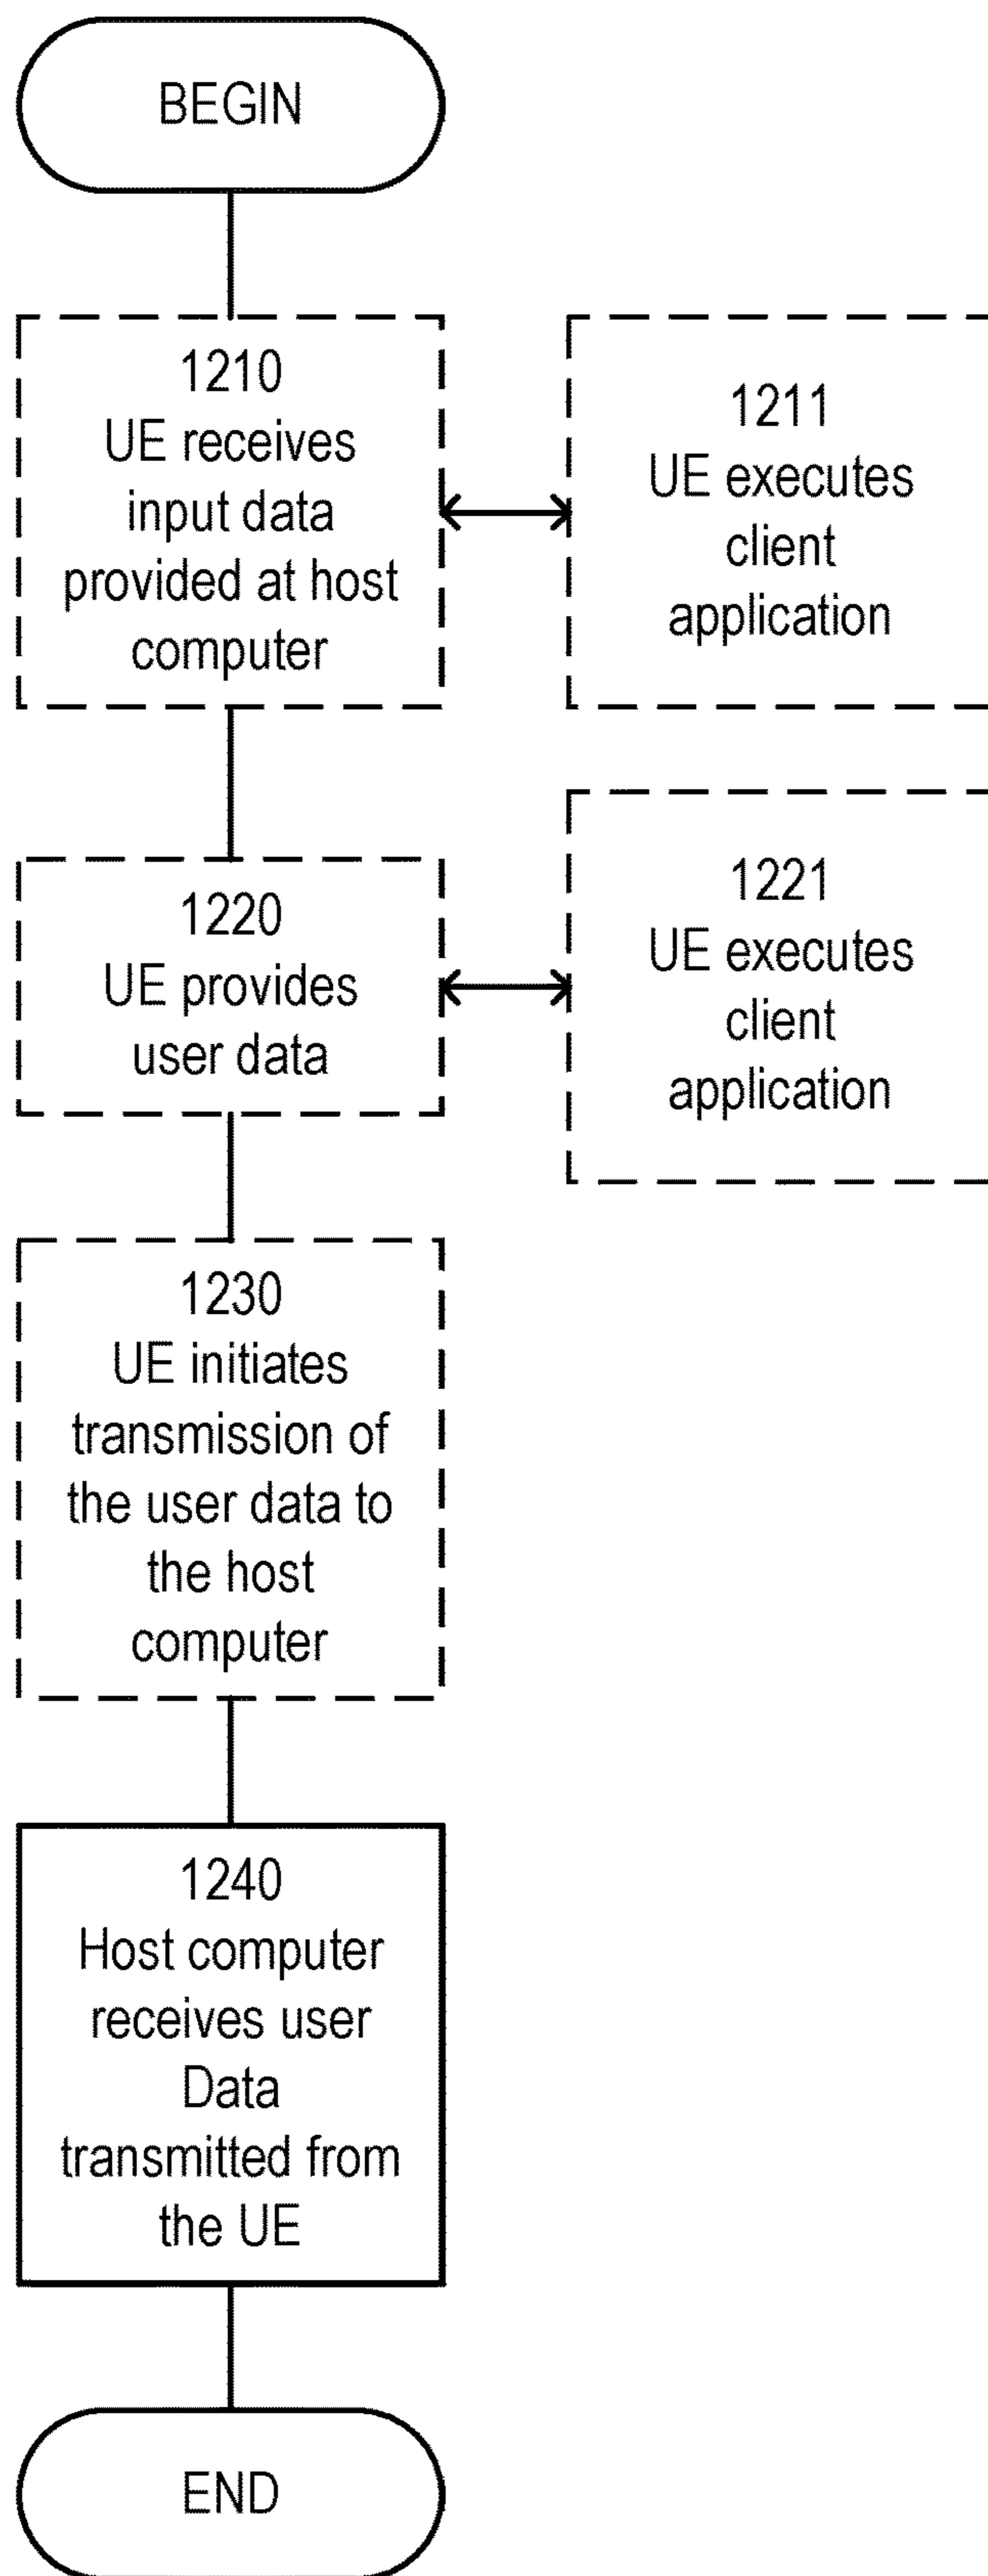 BEGIN
1210
UE receives
input data
provided at host
computer
1211
UE executes
client
application
1220
UE provides
user data
1221
UE executes
client
application
1230
UE initiates
transmission of
the user data to
the host
computer
1240
Host computer
receives user
Data
transmitted from
the UE
END